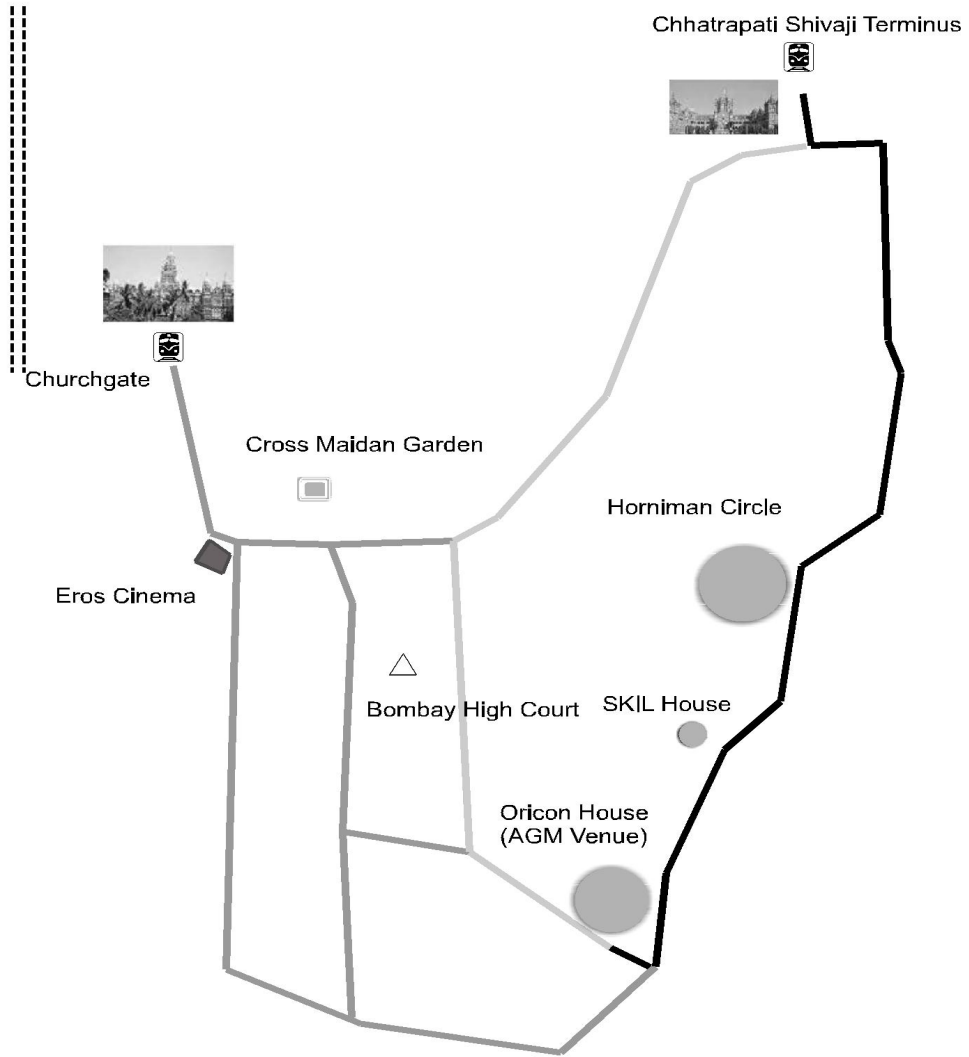 Chhatrapati Shivaji Terminus
Churchgate
Cross Maidan Garden
Horniman Circle
Eros Cinema
Bombay High Court
SKIL House
Oricon House
(AGM Venue)